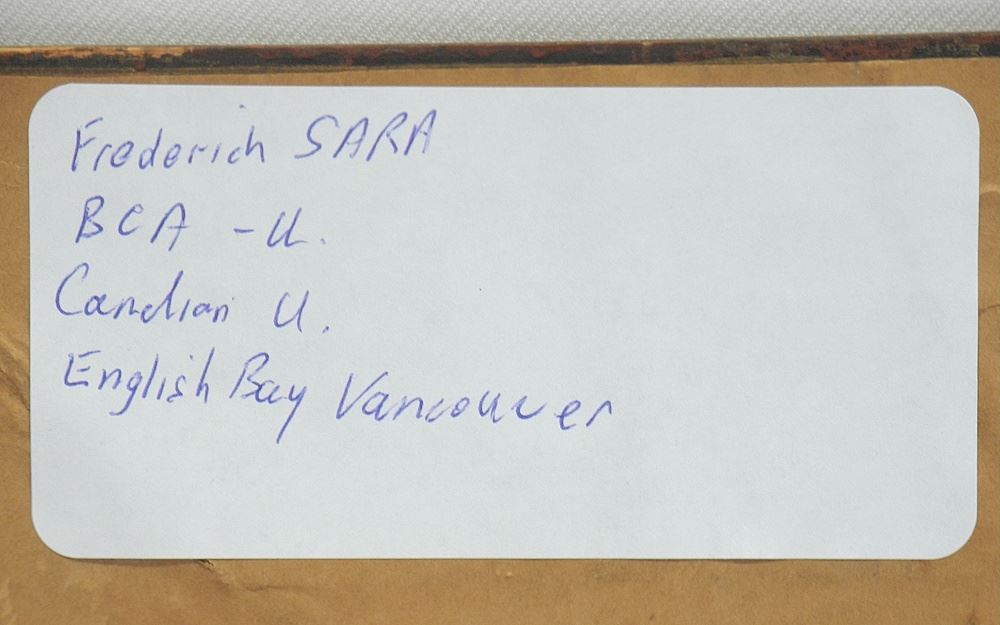 Frederich SARA
BCA - U.
Candian U.
English Bay Vancouver